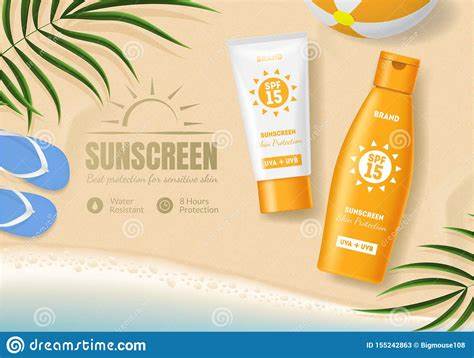 BRAND
SPF
15
SUNSCREEN
Skin Protection
UVA + UVB
BRAND
SPF
15
SUNSCREEN
Skin Protection
UVA + UVB
SUNSCREEN
Best protection for sensitive skin
Water
Resistant
8 Hours
Protection
dreamstime
dreamstime.com
ID 155242863 © Bigmouse108